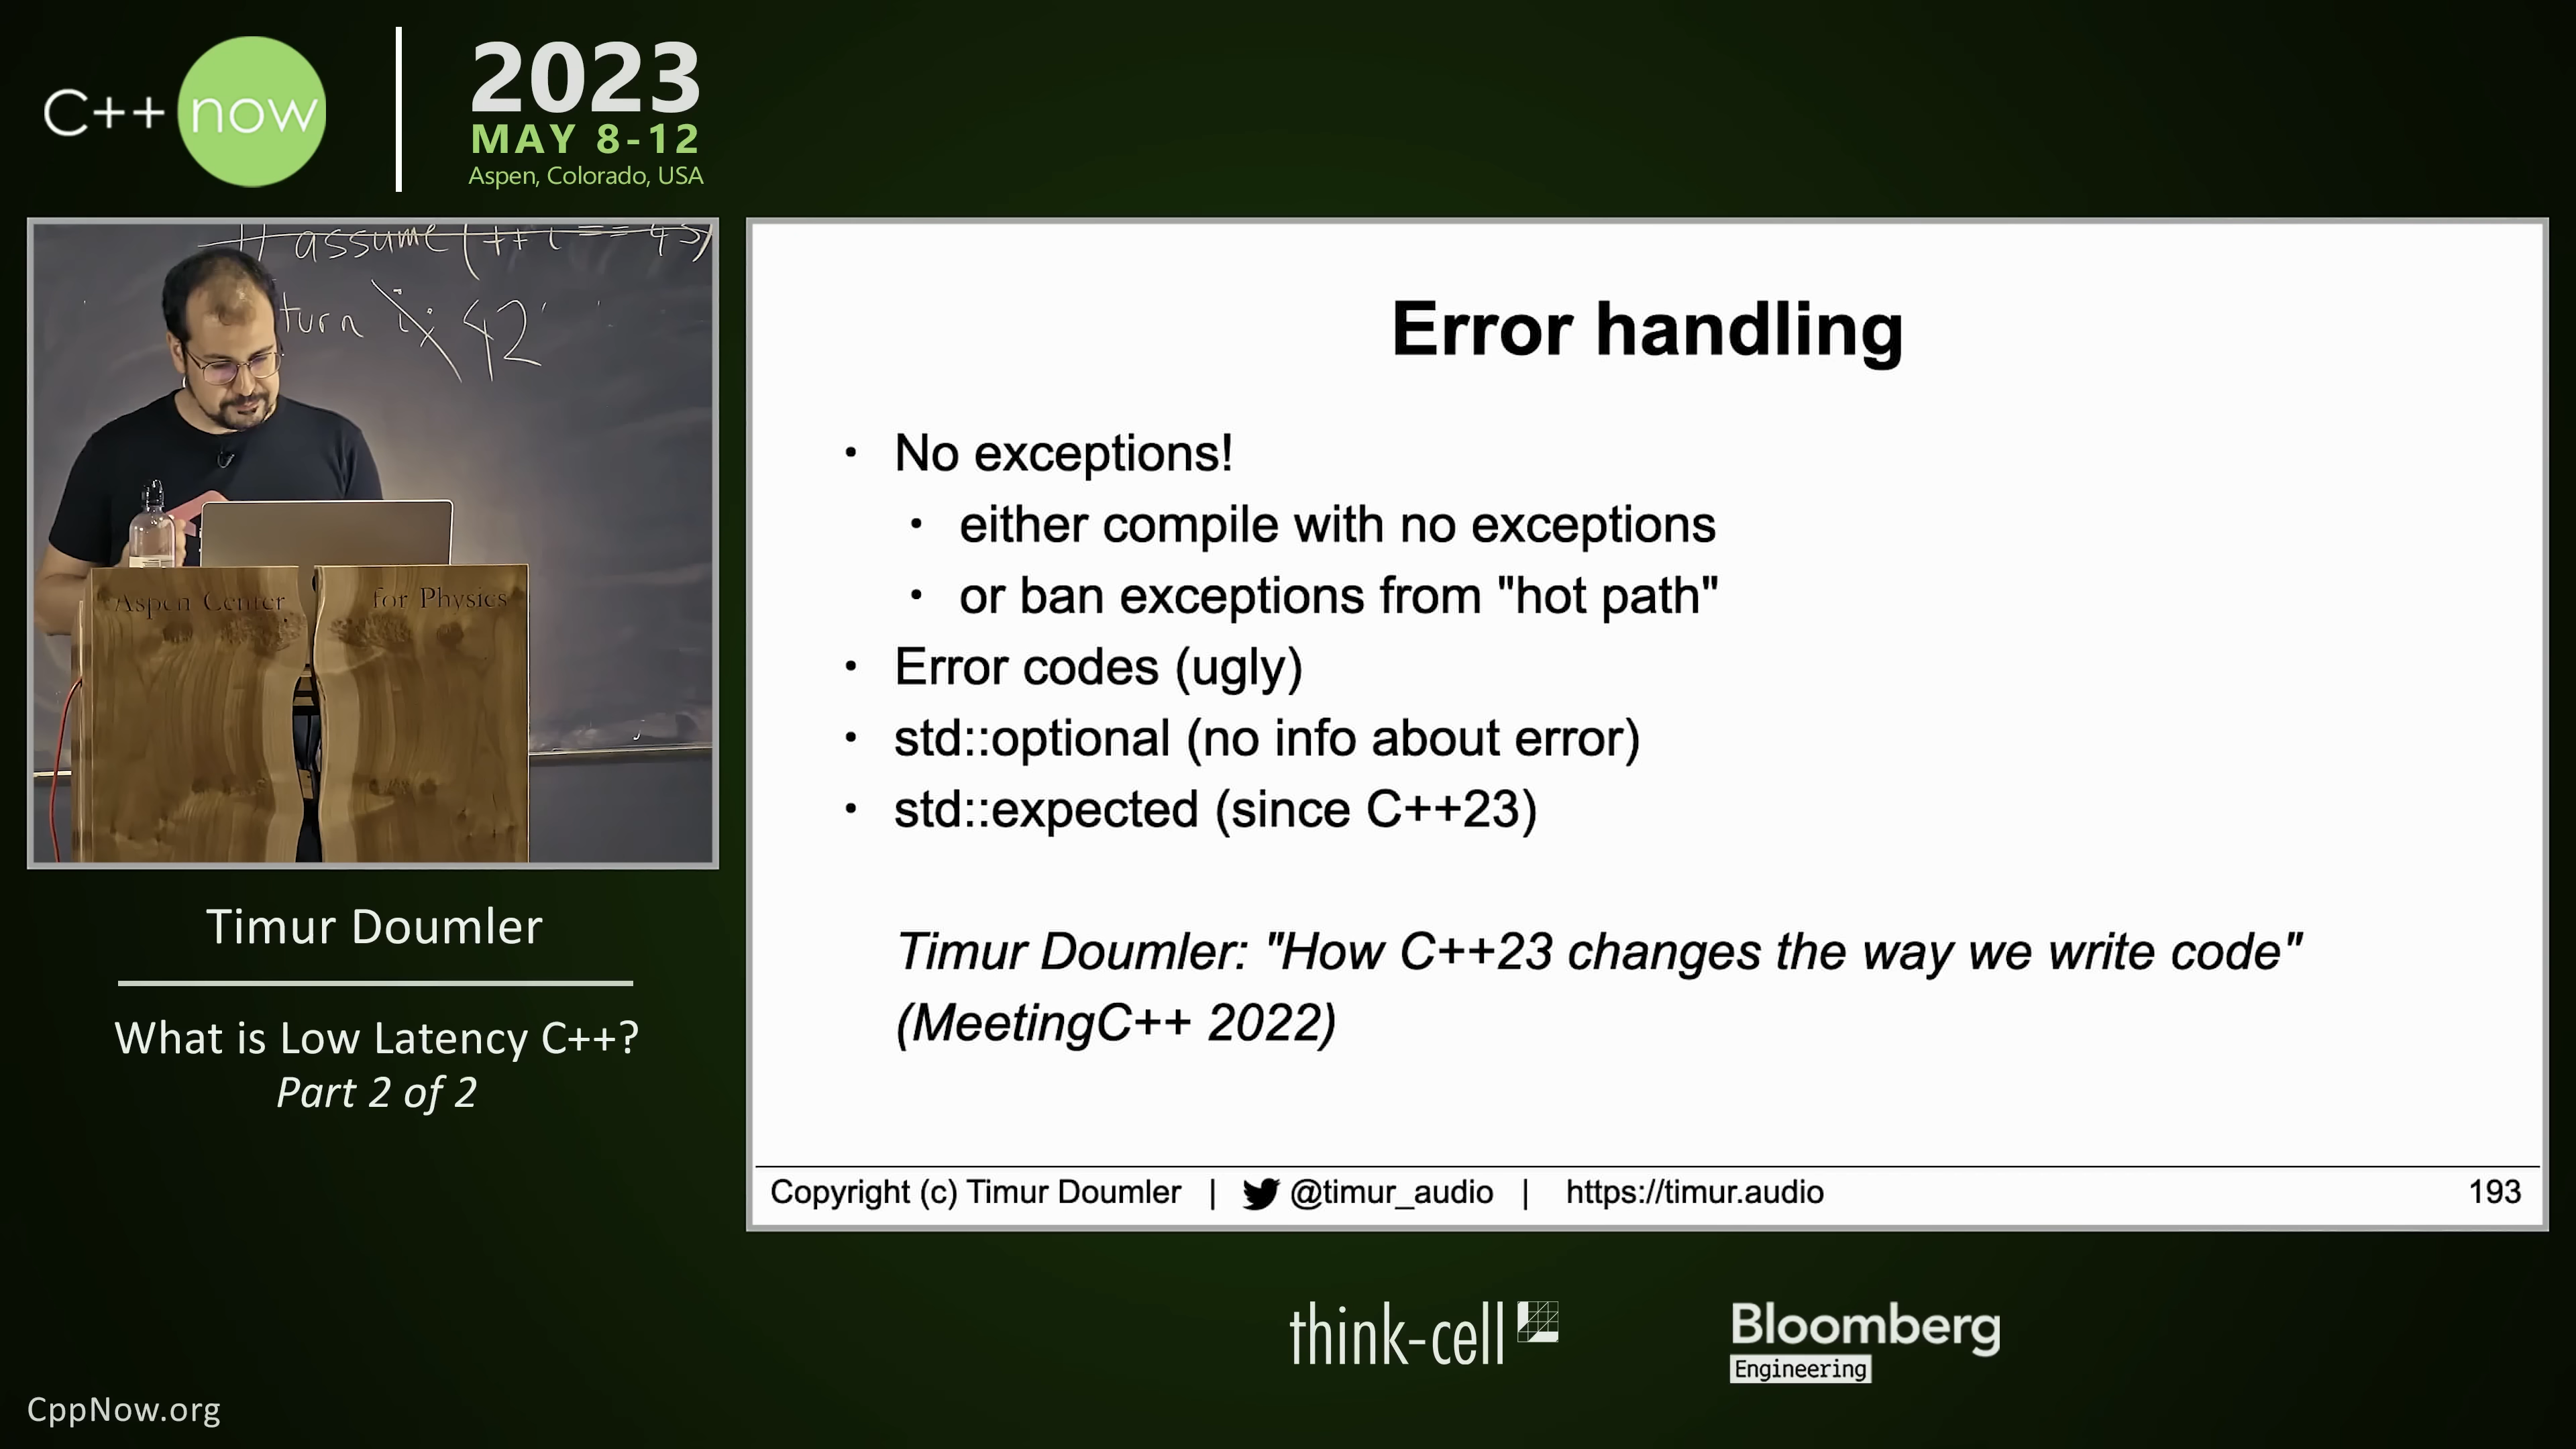 C++ now
2023
MAY 8-12
Aspen, Colorado, USA
assume(++i == 43)
turn i; 42
Aspen Center for Physics
Timur Doumler
What is Low Latency C++?
Part 2 of 2
Error handling
• No exceptions!
• either compile with no exceptions
• or ban exceptions from "hot path"
• Error codes (ugly)
• std::optional (no info about error)
• std::expected (since C++23)
Timur Doumler: "How C++23 changes the way we write code"
(MeetingC++ 2022)
Copyright (c) Timur Doumler | @timur_audio | https://timur.audio 193
think-cell
Bloomberg
Engineering
CppNow.org